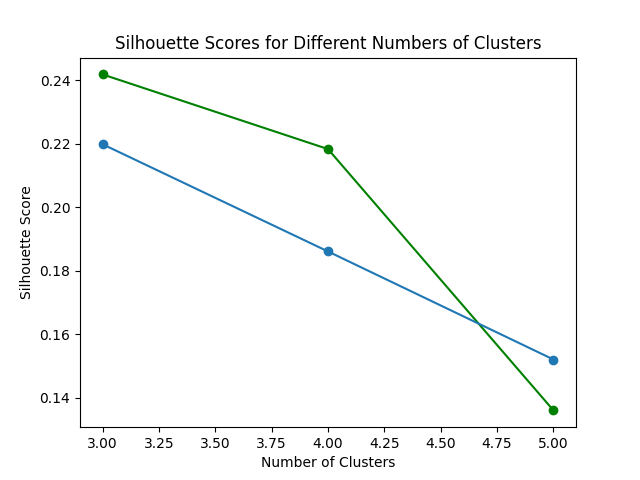 Silhouette Scores for Different Numbers of Clusters
Silhouette Score
0.24
0.22
0.20
0.18
0.16
0.14
3.00 3.25 3.50 3.75 4.00 4.25 4.50 4.75 5.00
Number of Clusters